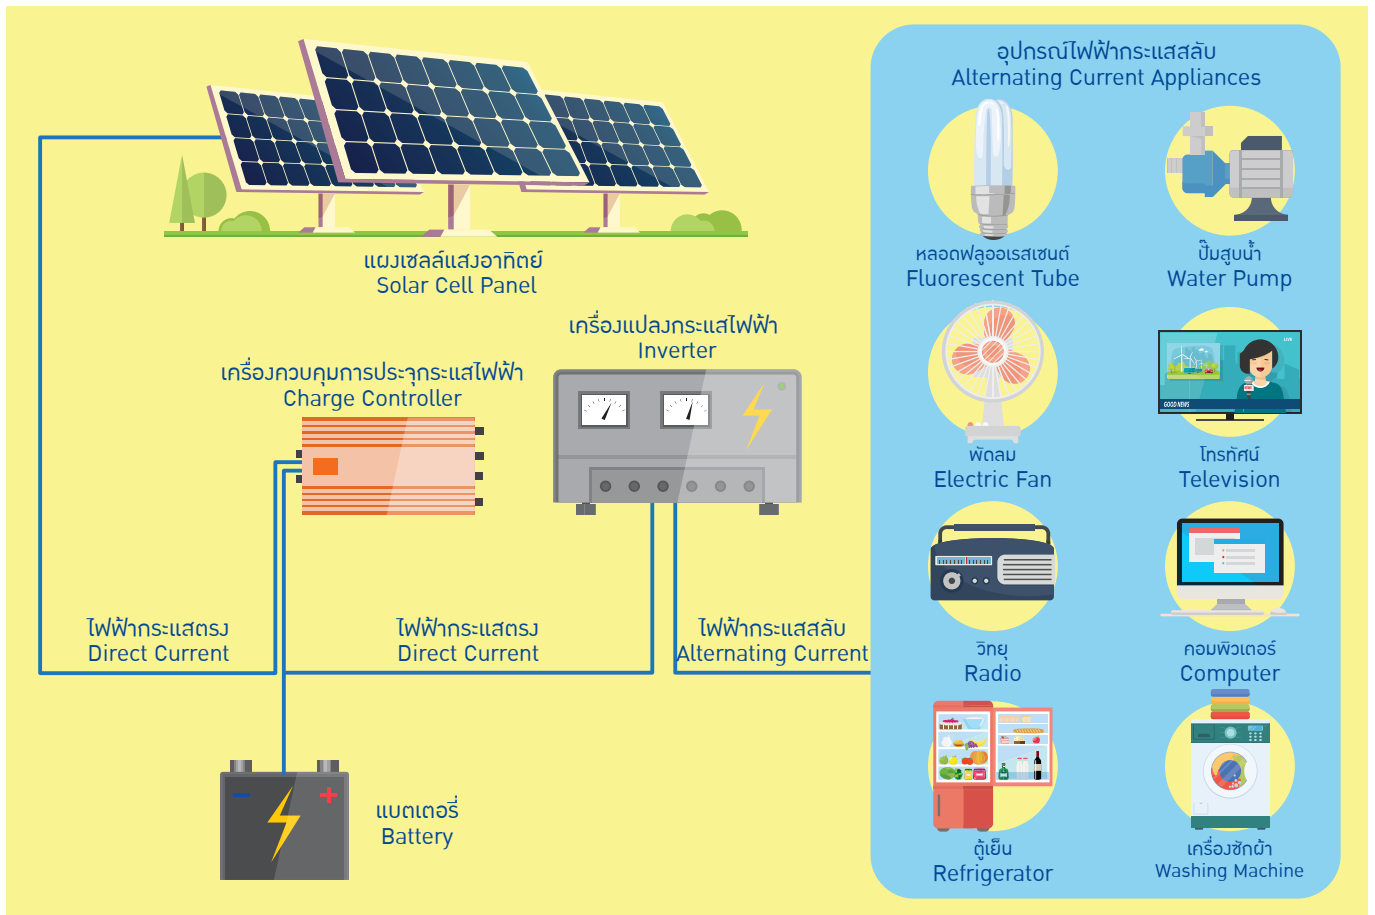 แผงเซลล์แสงอาทิตย์
Solar Cell Panel
เครื่องควบคุมการประจุกระแสไฟฟ้า
Charge Controller
เครื่องแปลงกระแสไฟฟ้า
Inverter
ไฟฟ้ากระแสตรง
Direct Current
ไฟฟ้ากระแสตรง
Direct Current
ไฟฟ้ากระแสสลับ
Alternating Current
แบตเตอรี่
Battery
อุปกรณ์ไฟฟ้ากระแสสลับ
Alternating Current Appliances
หลอดฟลูออเรสเซนต์
Fluorescent Tube
ปั๊มสูบน้ำ
Water Pump
พัดลม
Electric Fan
LIVE
NEWS
GOOD NEWS
โทรทัศน์
Television
วิทยุ
Radio
คอมพิวเตอร์
Computer
ตู้เย็น
Refrigerator
เครื่องซักผ้า
Washing Machine